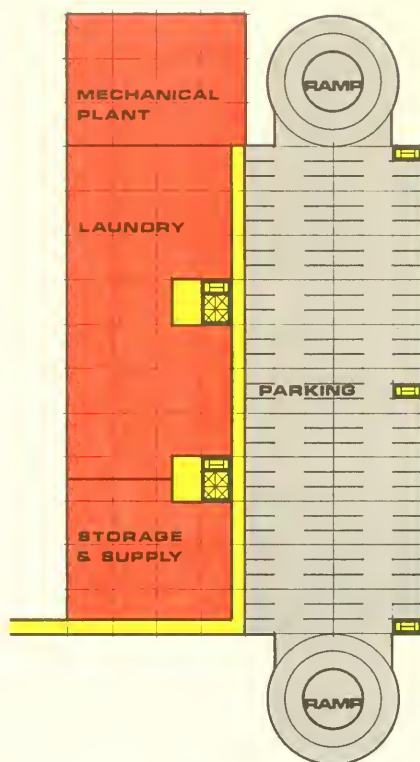 RAMP
MECHANICAL
PLANT
LAUNDRY
PARKING
STORAGE
& SUPPLY
RAMP